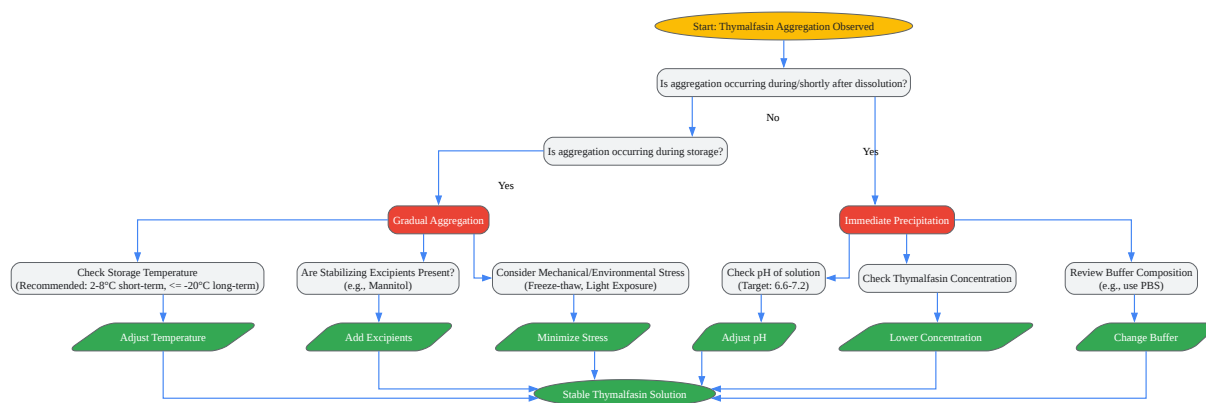 Start: Thymalfasin Aggregation Observed
Is aggregation occurring during/shortly after dissolution?
No
Is aggregation occurring during storage?
Yes
Yes
Gradual Aggregation
Immediate Precipitation
Check Storage Temperature
(Recommended: 2-8°C short-term, <= -20°C long-term)
Are Stabilizing Excipients Present?
(e.g., Mannitol)
Consider Mechanical/Environmental Stress
(Freeze-thaw, Light Exposure)
Check pH of solution
(Target: 6.6-7.2)
Check Thymalfasin Concentration
Review Buffer Composition
(e.g., use PBS)
Adjust Temperature
Add Excipients
Minimize Stress
Adjust pH
Lower Concentration
Change Buffer
Stable Thymalfasin Solution